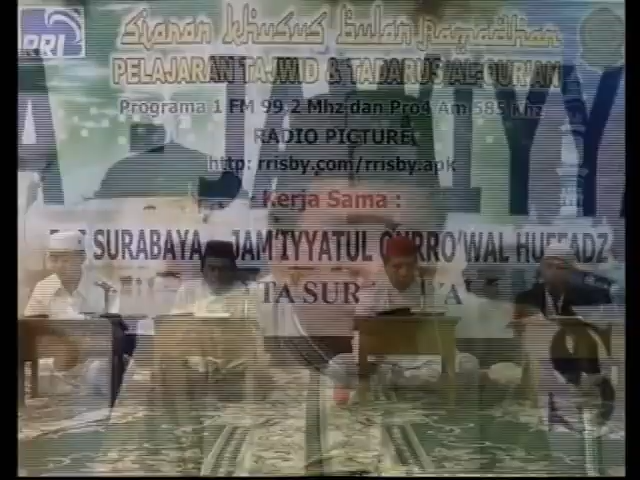 RRI
Siaran Khusus Bulan Ramadhan
PELAJARAN TAJWID & TADARUS AL-QUR'AN
Programa 1 FM 99.2 Mhz dan Pro4 Am 585 Khz
RADIO PICTURE
http: rrisby.com/rrisby.apk
Kerja Sama :
SURABAYA - JAM'IYYATUL QURRO'WAL HUFFADZ